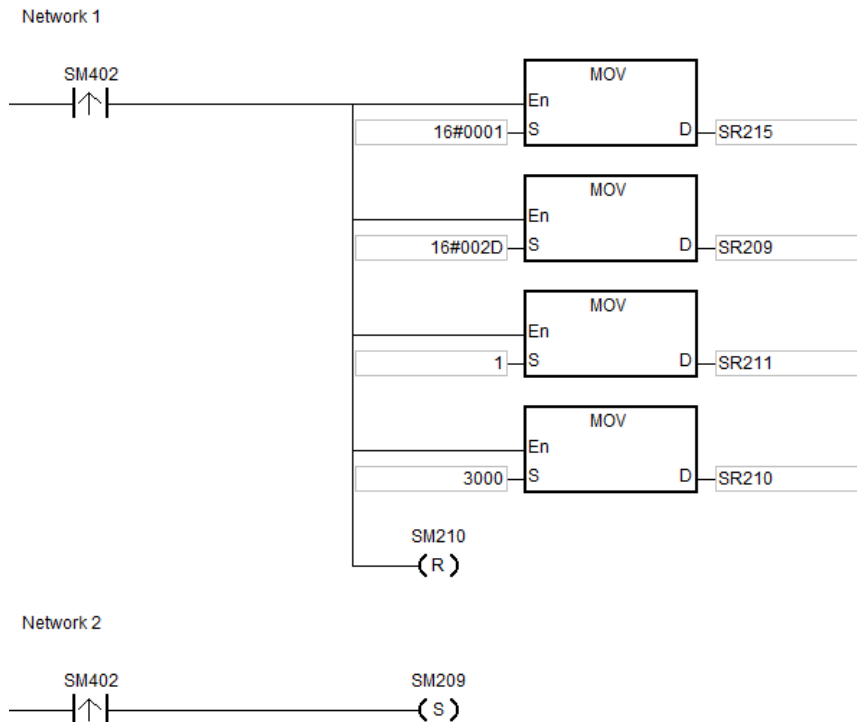 Network 1
SM402
MOV
En
16#0001 S D SR215
MOV
En
16#002D S D SR209
MOV
En
1 S D SR211
MOV
En
3000 S D SR210
SM210
R
Network 2
SM402 SM209
S